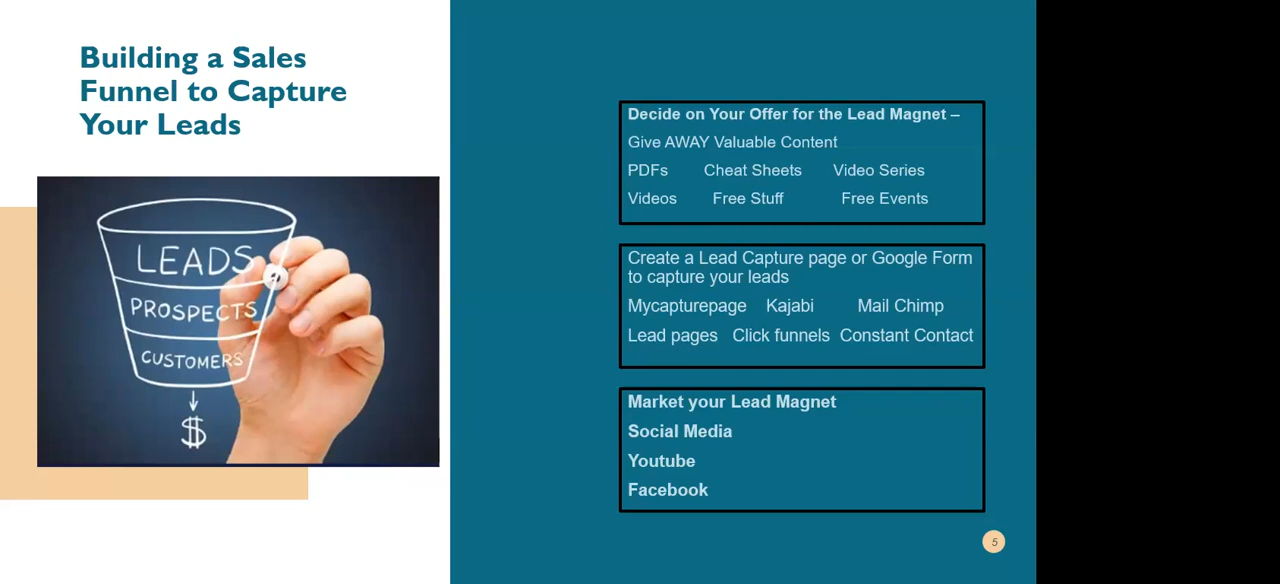 Building a Sales
Funnel to Capture
Your Leads
LEADS
PROSPECTS
CUSTOMERS
$
Decide on Your Offer for the Lead Magnet –
Give AWAY Valuable Content
PDFs Cheat Sheets Video Series
Videos Free Stuff Free Events
Create a Lead Capture page or Google Form
to capture your leads
Mycapturepage Kajabi Mail Chimp
Lead pages Click funnels Constant Contact
Market your Lead Magnet
Social Media
Youtube
Facebook
5